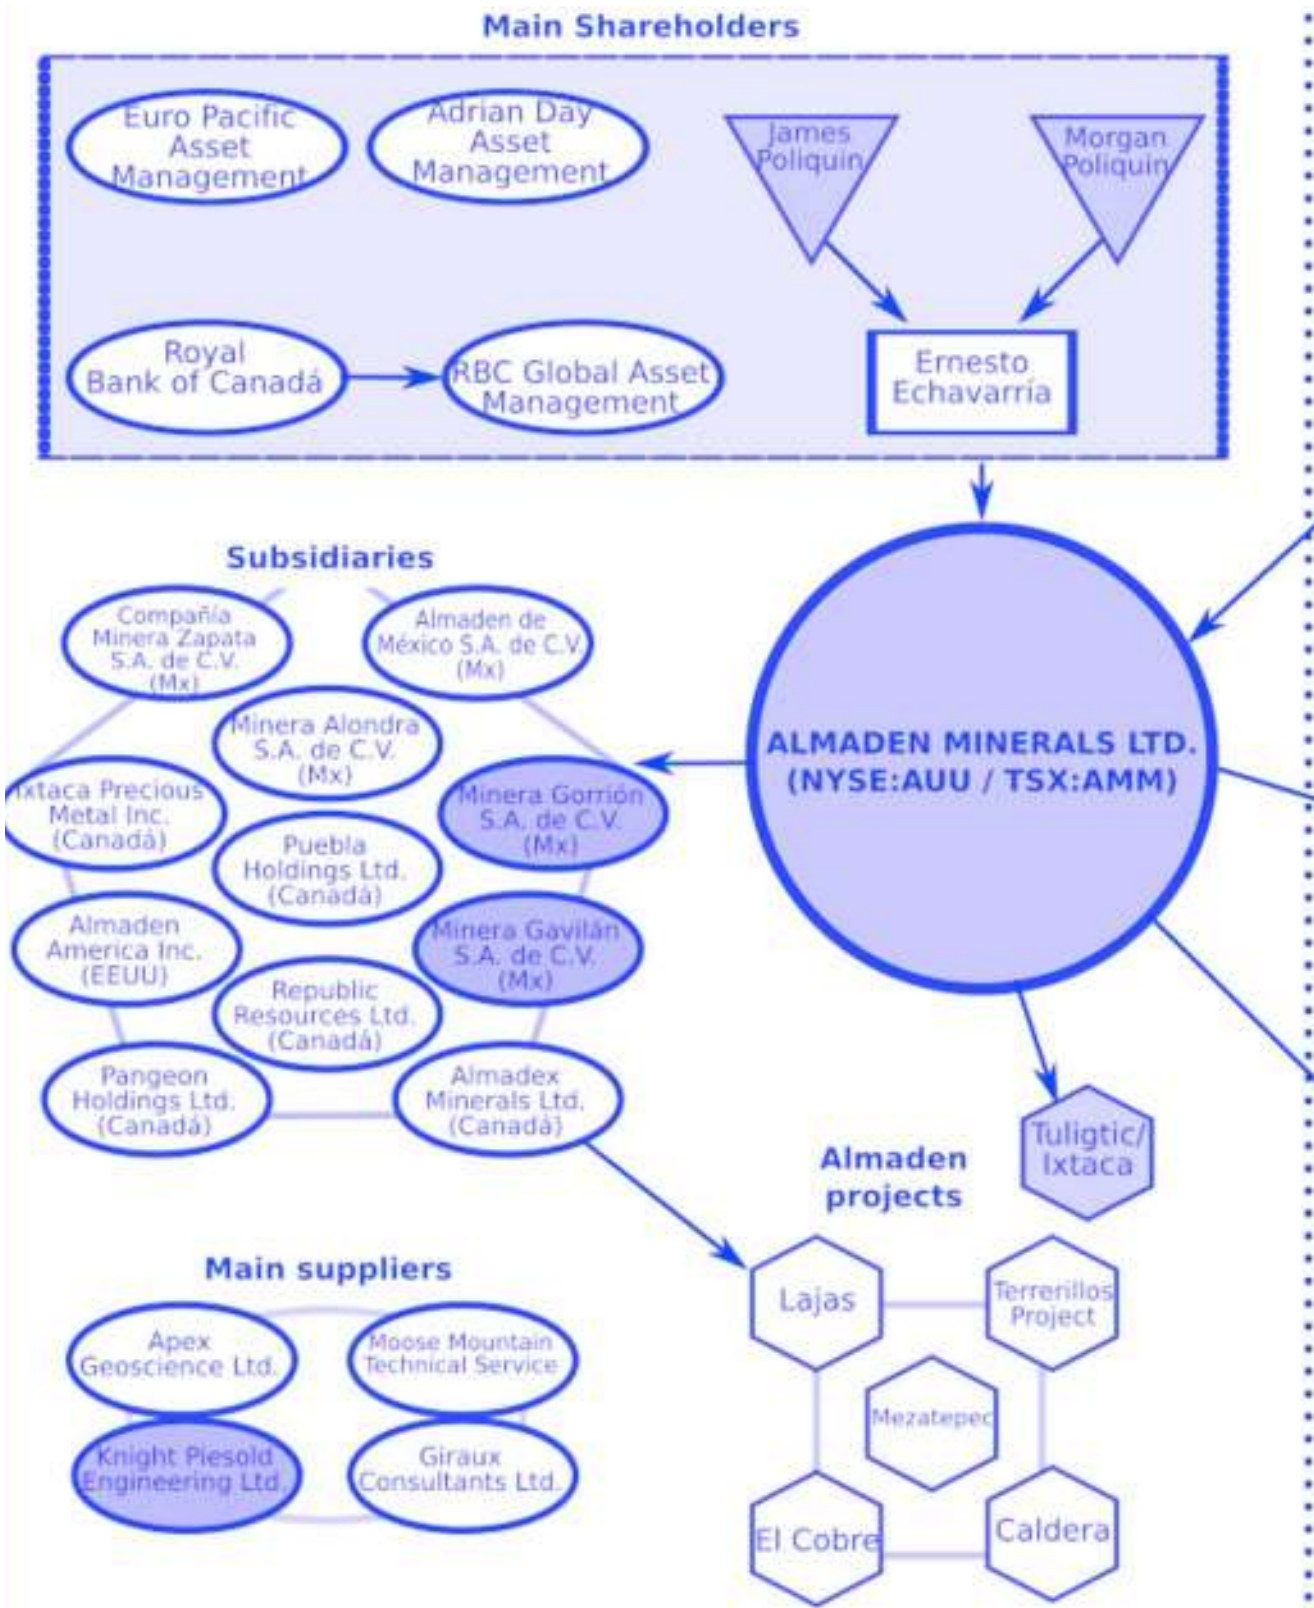 Main Shareholders
Euro Pacific
Asset
Management
Adrian Day
Asset
Management
James
Poliquin
Morgan
Poliquin
Royal
Bank of Canadá
RBC Global Asset
Management
Ernesto
Echavarría
Subsidiaries
Compañía
Minera Zapata
S.A. de C.V.
(Mx)
Almaden de
México S.A. de C.V.
(Mx)
Minera Alondra
S.A. de C.V.
(Mx)
ALMADEN MINERALS LTD.
(NYSE:AUU / TSX:AMM)
Ixtaca Precious
Metal Inc.
(Canadá)
Minera Gorrión
S.A. de C.V.
(Mx)
Puebla
Holdings Ltd.
(Canadá)
Almaden
America Inc.
(EEUU)
Minera Gavilán
S.A. de C.V.
(Mx)
Republic
Resources Ltd.
(Canadá)
Pangeon
Holdings Ltd.
(Canadá)
Almadex
Minerals Ltd.
(Canadá)
Tuligtic/
Ixtaca
Almaden
projects
Lajas
Terrerillos
Project
Mezatepec
El Cobre
Caldera
Main suppliers
Apex
Geoscience Ltd.
Moose Mountain
Technical Service
Knight Piesold
Engineering Ltd.
Giraux
Consultants Ltd.